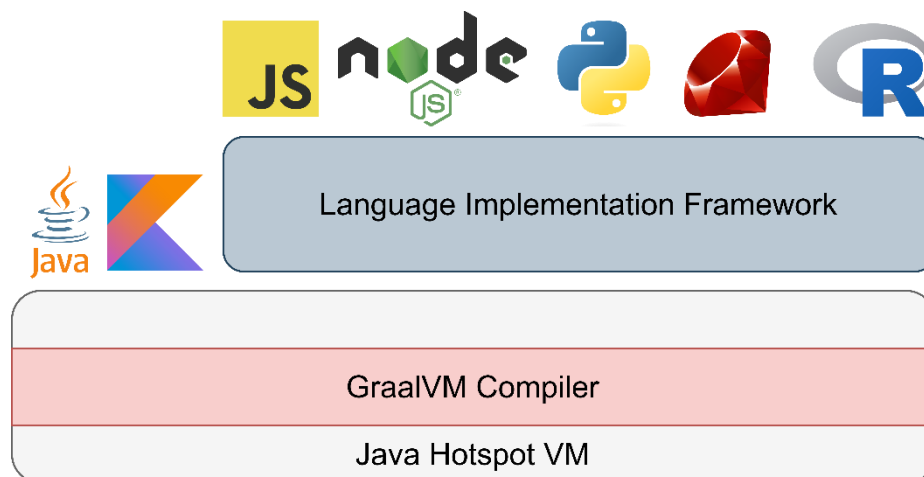 JS
node
JS
®
R
Language Implementation Framework
Java
GraalVM Compiler
Java Hotspot VM